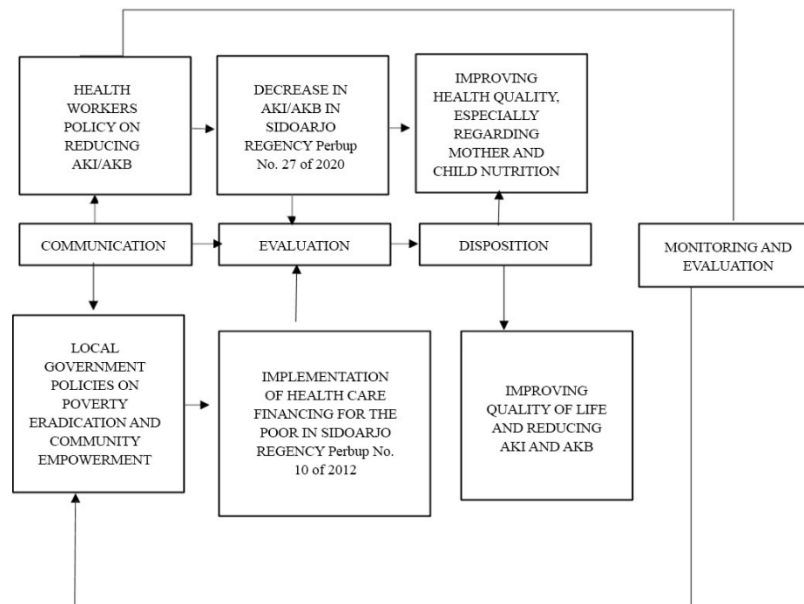 HEALTH
WORKERS
POLICY ON
REDUCING
AKI/AKB
DECREASE IN
AKI/AKB IN
SIDOARJO
REGENCY Perbup
No. 27 of 2020
IMPROVING
HEALTH QUALITY,
ESPECIALLY
REGARDING
MOTHER AND
CHILD NUTRITION
COMMUNICATION
EVALUATION
DISPOSITION
MONITORING AND
EVALUATION
LOCAL
GOVERNMENT
POLICIES ON
POVERTY
ERADICATION AND
COMMUNITY
EMPOWERMENT
IMPLEMENTATION
OF HEALTH CARE
FINANCING FOR THE
POOR IN SIDOARJO
REGENCY Perbup No.
10 of 2012
IMPROVING
QUALITY OF LIFE
AND REDUCING
AKI AND AKB